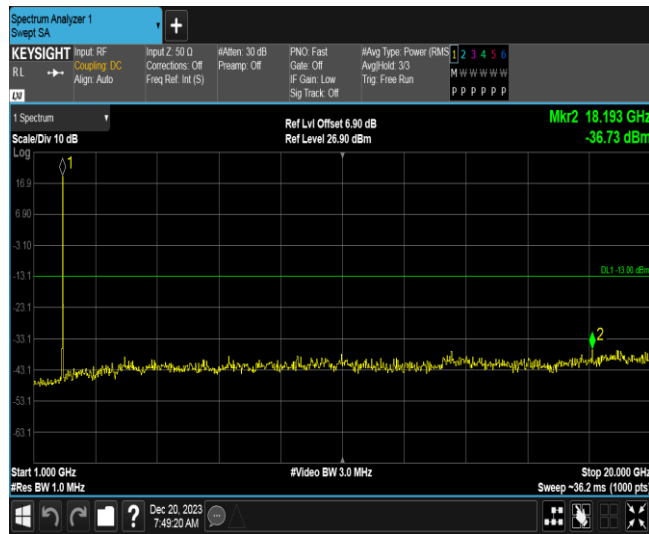 Spectrum Analyzer 1
Swept SA
+
KEYSIGHT
RL
LXI
Input: RF
Coupling: DC
Align: Auto
Input Z: 50 Ω
Corrections: Off
Freq Ref: Int (S)
#Atten: 30 dB
Preamp: Off
PNO: Fast
Gate: Off
IF Gain: Low
Sig Track: Off
#Avg Type: Power (RMS
Avg|Hold: 3/3
Trig: Free Run
1 2 3 4 5 6
M W W W W W
P P P P P P
1 Spectrum
Scale/Div 10 dB
Log
Ref Lvl Offset 6.90 dB
Ref Level 26.90 dBm
Mkr2 18.193 GHz
-36.73 dBm
1
16.9
6.90
-3.10
-13.1
DL1 -13.00 dBm
-23.1
-33.1
2
-43.1
-53.1
-63.1
Start 1.000 GHz
#Res BW 1.0 MHz
#Video BW 3.0 MHz
Stop 20.000 GHz
Sweep ~36.2 ms (1000 pts)
?
Dec 20, 2023
7:49:20 AM